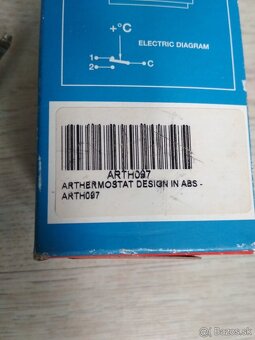 +°C
ELECTRIC DIAGRAM
1
C
2
ARTH097
ARTHERMOSTAT DESIGN IN ABS -
ARTH097
Bazos.sk